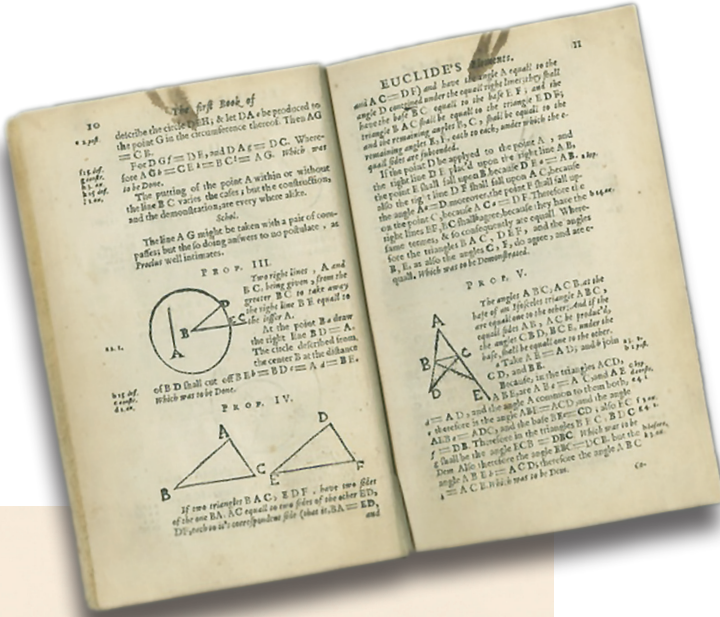 10
The first Book of
describe the circle DEH; & let DA be produced to
the point G in the circumference thereof. Then AG
= CE.
For DG = DE, and DA = DC. Where-
fore AG = CE = BC = AG. Which was
to be Done.
The putting of the point A within or without
the line BC varies the cases; but the construction,
and the demonstration, are every where alike.
Schol.
The line AG might be taken with a pair of com-
passes; but the so doing answers to no postulate, as
Proclus well intimates.
PROP. III.
Two right lines, A and
BC, being given, from the
greater BC to take away
the right line BE equall to
the lesser A.
At the point B draw
the right line BD = A.
The circle described from
the center B at the distance
of BD shall cut off BE = BD = A = BE.
Which was to be Done.
D
E C
B
A
PROP. IV.
A
D
B
C
E
F
If two triangles BAC, EDF, have two sides
of the one BA, AC equall to two sides of the other ED,
DF, each to it's correspondent side (that is, BA = ED,
and
EUCLIDE'S Elements.
11
and AC = DF) and have the angle A equall to the
angle D contained under the equall right lines; they shall
have the base BC equall to the base EF; and the
triangle BAC shall be equall to the triangle EDF;
and the remaining angles B, C, shall be equall to the
remaining angles E, F, each to each; under which the e-
quall sides are subtended.
If the point D be applyed to the point A, and
the right line DE plac'd upon the right line AB,
the point E shall fall upon B, because DE = AB.
also the right line DF shall fall upon AC, because
the angle A = D. moreover, the point F shall fall up-
on the point C, because AC = DF. Therefore the
right lines EF, BC shall agree, because they have the
same termes, & so consequently are equall. Where-
fore the triangles BAC, DEF, and the angles
B, E, as also the angles C, F, do agree, and are e-
quall. Which was to be Demonstrated.
PROP. V.
The angles ABC, ACB, at the
base of an Isosceles triangle ABC,
are equall one to the other: And if the
equall sides AB, AC be produc'd,
the angles CBD, BCE, under the
base, shall be equall one to the other.
Take AE = AD; and join
CD, and BE.
Because, in the triangles ACD,
ABE, are AB = AC, and AE
= AD, and the angle A common to them both,
therefore is the angle ABE = ACD; and the angle
AEB = ADC, and the base BE = CD; also EC
= DB. Therefore in the triangles BEC, BDC
shall be the angle ECB = DBC. Which was to be
Dem. Also therefore the angle EBC = DCB. but the
angle ABE = ACD; therefore the angle ABC
= ACB. Which was to be Dem.
A
B
C
D
E
Co-